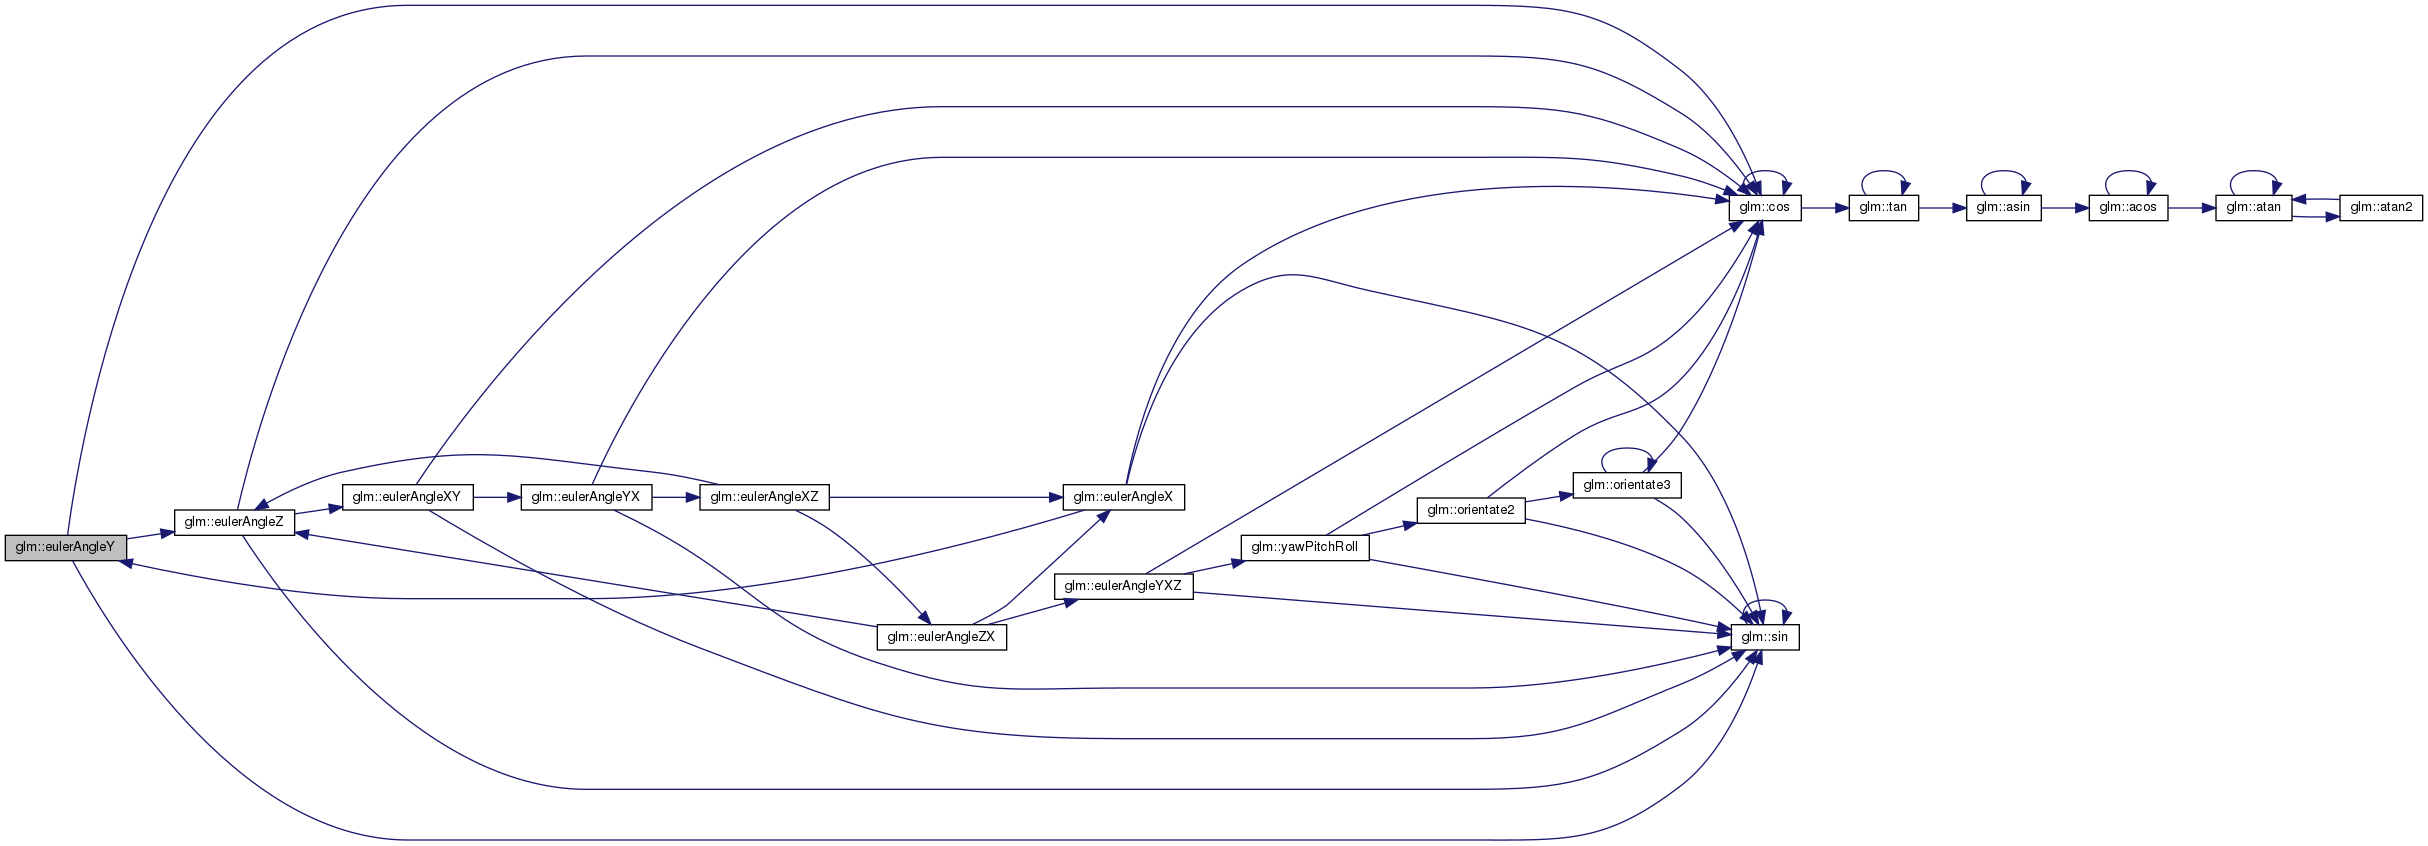 glm::eulerAngleY
glm::eulerAngleZ
glm::eulerAngleXY
glm::eulerAngleYX
glm::eulerAngleXZ
glm::eulerAngleZX
glm::eulerAngleX
glm::eulerAngleYXZ
glm::yawPitchRoll
glm::orientate2
glm::orientate3
glm::cos
glm::sin
glm::tan
glm::asin
glm::acos
glm::atan
glm::atan2